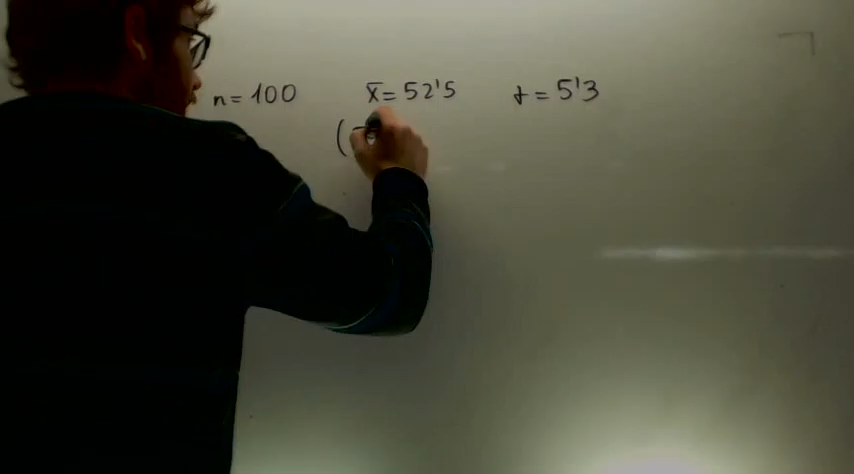 n = 100 x̄ = 52'5 σ = 5'3
(